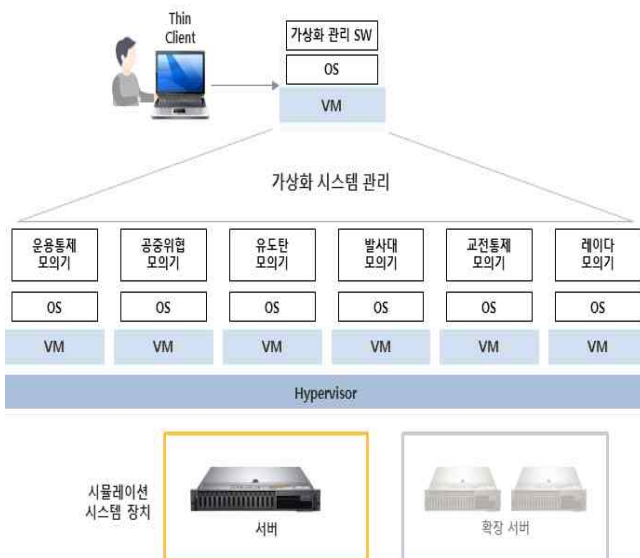 Thin
Client
가상화 관리 SW
OS
VM
가상화 시스템 관리
운용통제
모의기
공중위협
모의기
유도탄
모의기
발사대
모의기
교전통제
모의기
레이다
모의기
OS
OS
OS
OS
OS
OS
VM
VM
VM
VM
VM
VM
Hypervisor
시뮬레이션
시스템 장치
서버
확장 서버